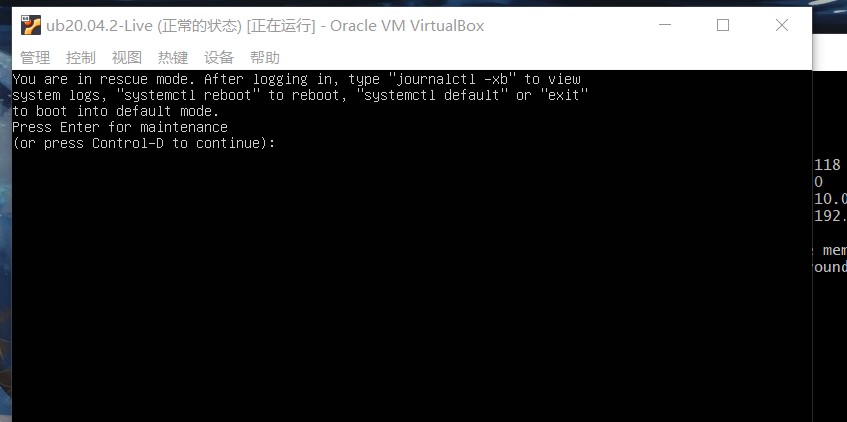 ub20.04.2-Live (正常的状态) [正在运行] - Oracle VM VirtualBox
管理 控制 视图 热键 设备 帮助
You are in rescue mode. After logging in, type "journalctl -xb" to view
system logs, "systemctl reboot" to reboot, "systemctl default" or "exit"
to boot into default mode.
Press Enter for maintenance
(or press Control-D to continue):
118
0
10.0
192.
mem
round